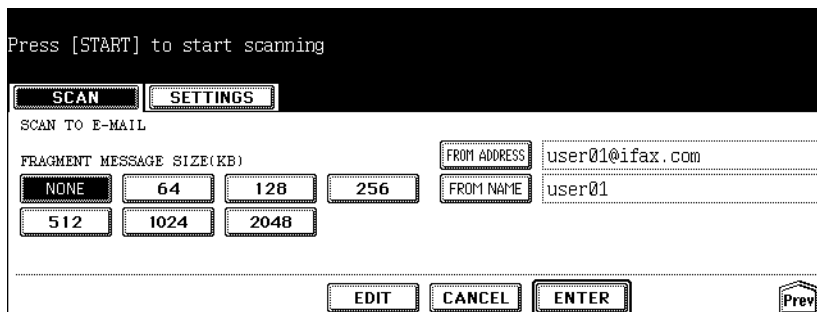 Press [START] to start scanning
SCAN SETTINGS
SCAN TO E-MAIL
FRAGMENT MESSAGE SIZE(KB)
FROM ADDRESS user01@ifax.com
NONE 64 128 256 FROM NAME user01
512 1024 2048
EDIT CANCEL ENTER Prev